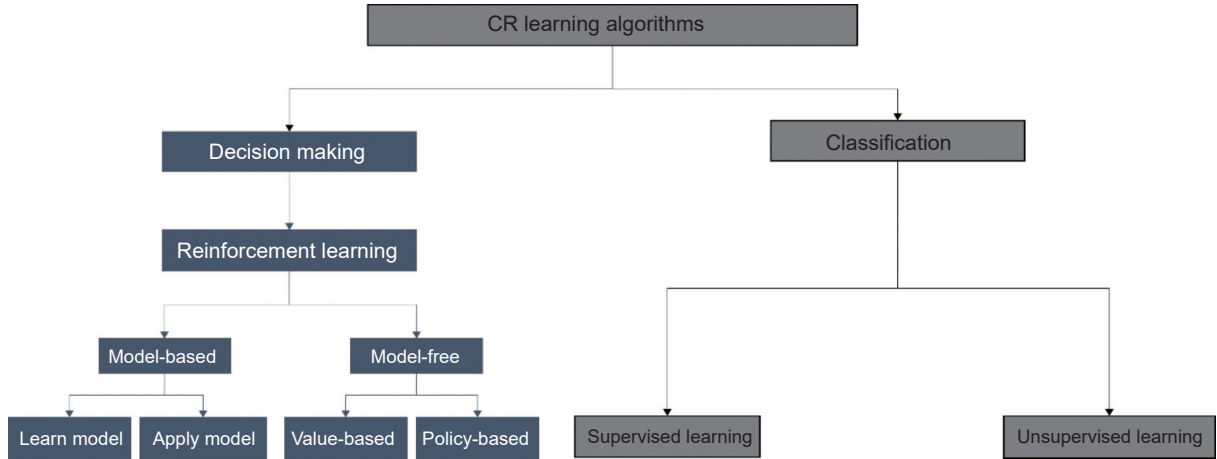 CR learning algorithms
Decision making
Classification
Reinforcement learning
Model-based
Model-free
Learn model
Apply model
Value-based
Policy-based
Supervised learning
Unsupervised learning